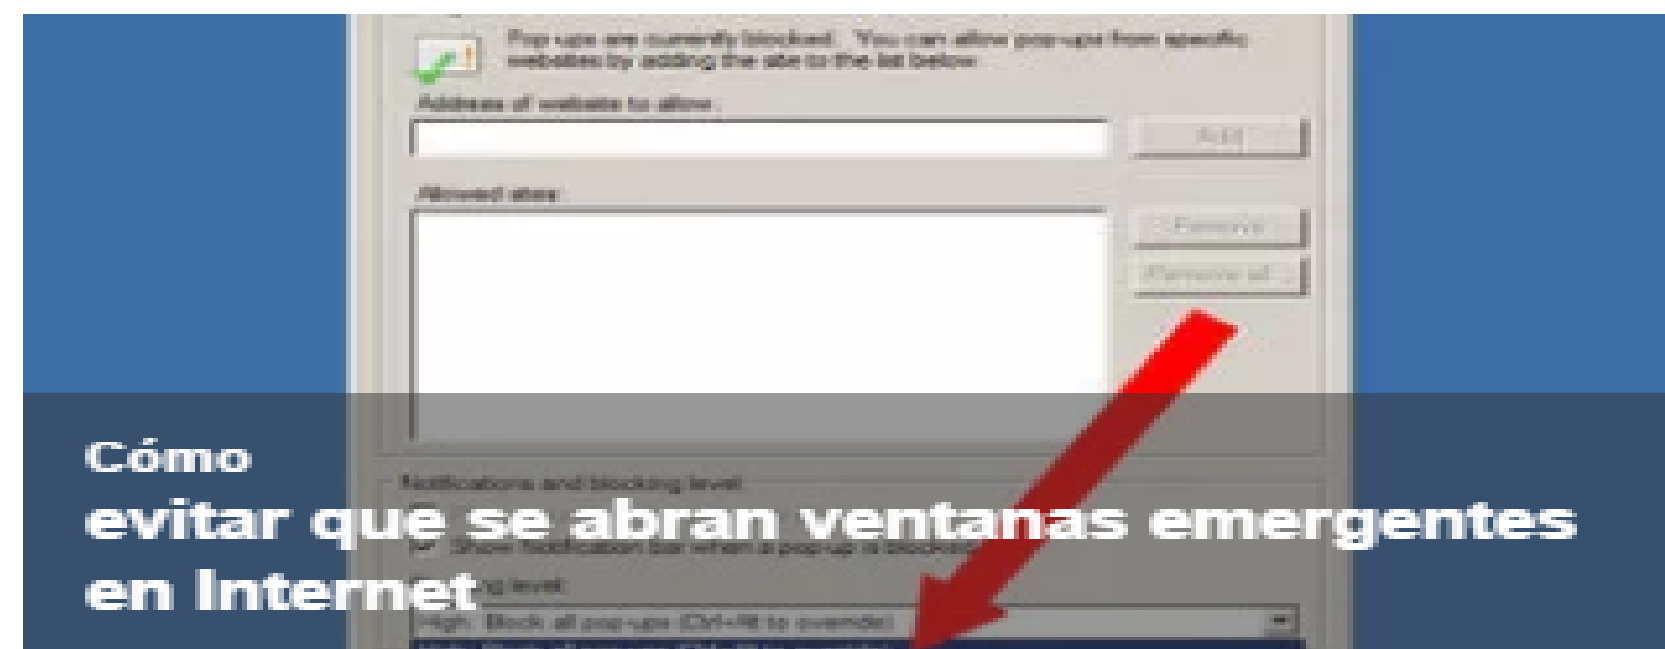 Pop-ups are currently blocked. You can allow pop-ups from specific
websites by adding the site to the list below.
Address of website to allow:
Add
Allowed sites:
Remove
Remove all...
Cómo
Notifications and blocking level:
evitar que se abran ventanas emergentes
Show Notification bar when a pop-up is blocked
en Internet
High: Block all pop-ups (Ctrl+Alt to override)